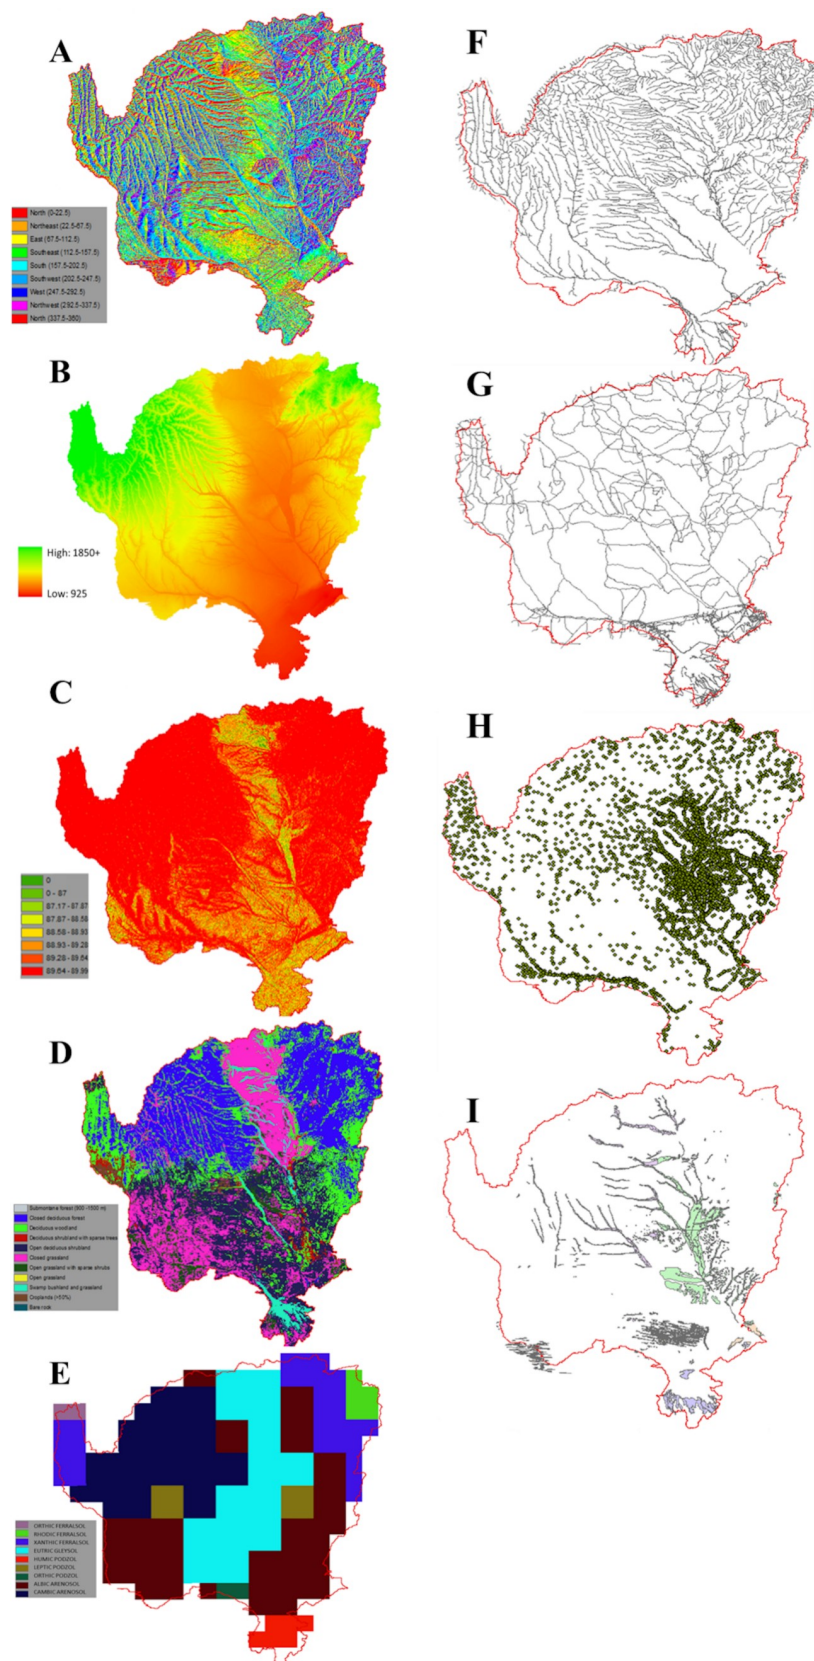 A
North (0-22.5)
Northeast (22.5-67.5)
East (67.5-112.5)
Southeast (112.5-157.5)
South (157.5-202.5)
Southwest (202.5-247.5)
West (247.5-292.5)
Northwest (292.5-337.5)
North (337.5-360)
B
High: 1850+
Low: 925
C
0
0 - 87
87.17 - 87.87
87.87 - 88.58
88.58 - 88.93
88.93 - 89.28
89.28 - 89.64
89.64 - 89.99
D
Submontane forest (900 -1500 m)
Closed deciduous forest
Deciduous woodland
Deciduous shrubland with sparse trees
Open deciduous shrubland
Closed grassland
Open grassland with sparse shrubs
Open grassland
Swamp bushland and grassland
Croplands (>50%)
Bare rock
E
ORTHIC FERRALSOL
RHODIC FERRALSOL
XANTHIC FERRALSOL
EUTRIC GLEYSOL
HUMIC PODZOL
LEPTIC PODZOL
ORTHIC PODZOL
ALBIC ARENOSOL
CAMBIC ARENOSOL
F
G
H
I